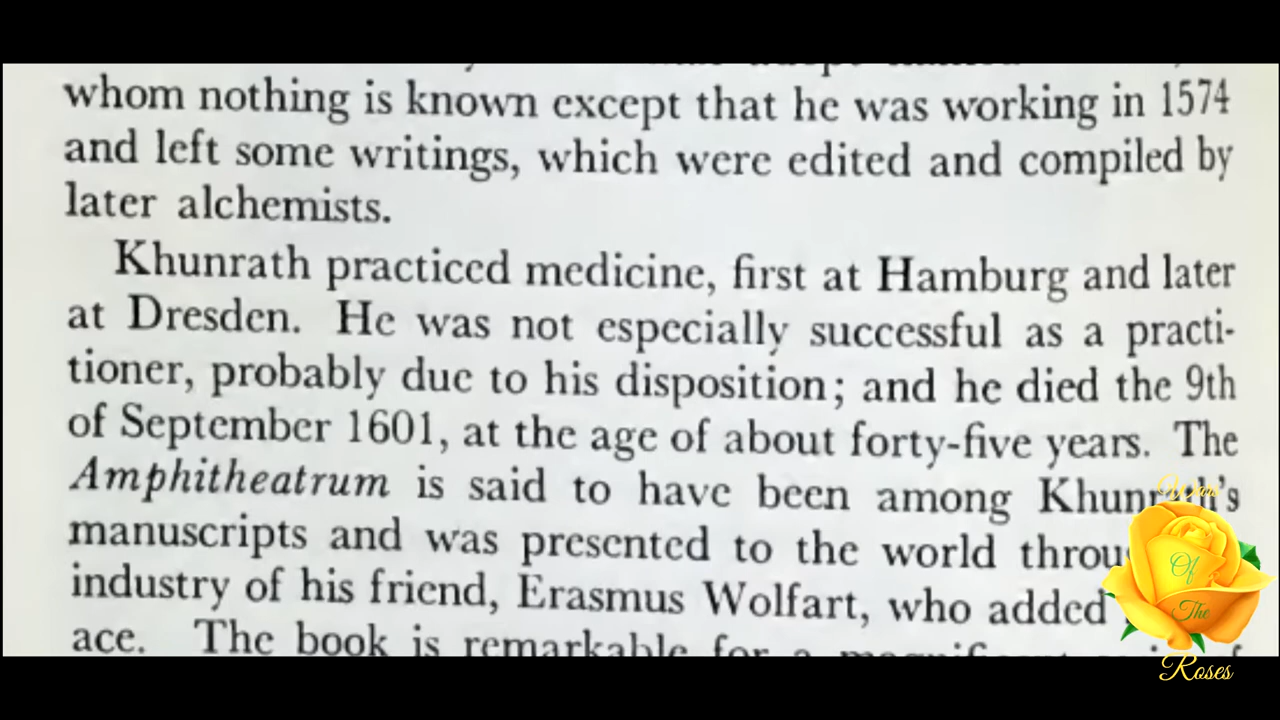 whom nothing is known except that he was working in 1574
and left some writings, which were edited and compiled by
later alchemists.
Khunrath practiced medicine, first at Hamburg and later
at Dresden. He was not especially successful as a practi-
tioner, probably due to his disposition; and he died the 9th
of September 1601, at the age of about forty-five years. The
Amphitheatrum is said to have been among Khunrath's
manuscripts and was presented to the world
industry of his friend, Erasmus Wolfart, who added
ace. The book is remarkable for a
Wars
Of
The
Roses